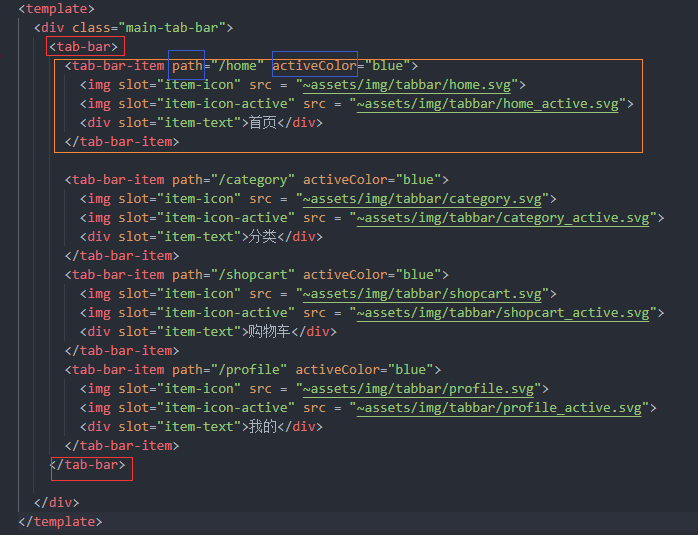 <template>
<div class="main-tab-bar">
<tab-bar>
<tab-bar-item path="/home" activeColor="blue">
<img slot="item-icon" src = "~assets/img/tabbar/home.svg">
<img slot="item-icon-active" src = "~assets/img/tabbar/home_active.svg">
<div slot="item-text">首页</div>
</tab-bar-item>
<tab-bar-item path="/category" activeColor="blue">
<img slot="item-icon" src = "~assets/img/tabbar/category.svg">
<img slot="item-icon-active" src = "~assets/img/tabbar/category_active.svg">
<div slot="item-text">分类</div>
</tab-bar-item>
<tab-bar-item path="/shopcart" activeColor="blue">
<img slot="item-icon" src = "~assets/img/tabbar/shopcart.svg">
<img slot="item-icon-active" src = "~assets/img/tabbar/shopcart_active.svg">
<div slot="item-text">购物车</div>
</tab-bar-item>
<tab-bar-item path="/profile" activeColor="blue">
<img slot="item-icon" src = "~assets/img/tabbar/profile.svg">
<img slot="item-icon-active" src = "~assets/img/tabbar/profile_active.svg">
<div slot="item-text">我的</div>
</tab-bar-item>
</tab-bar>
</div>
</template>